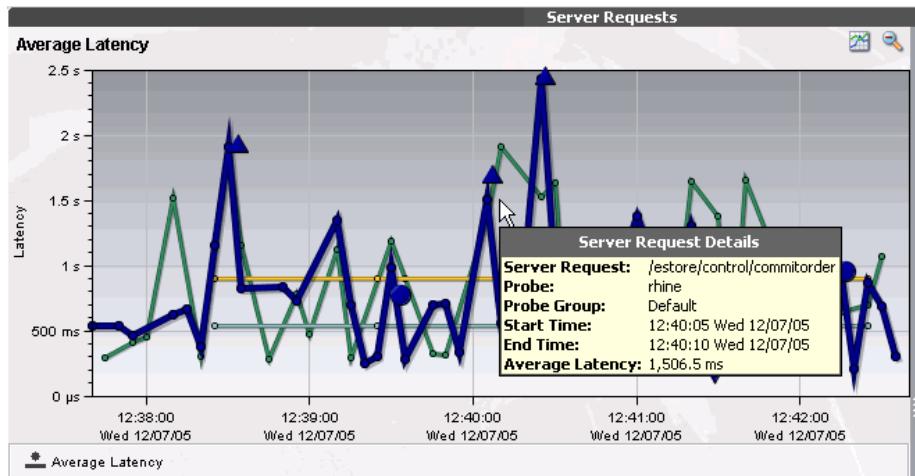 Server Requests
Average Latency
2.5 s
2 s
1.5 s
1 s
500 ms
0 µs
Latency
12:38:00
Wed 12/07/05
12:39:00
Wed 12/07/05
12:40:00
Wed 12/07/05
12:41:00
Wed 12/07/05
12:42:00
Wed 12/07/05
Server Request Details
Server Request: /estore/control/commitorder
Probe: rhine
Probe Group: Default
Start Time: 12:40:05 Wed 12/07/05
End Time: 12:40:10 Wed 12/07/05
Average Latency: 1,506.5 ms
Average Latency